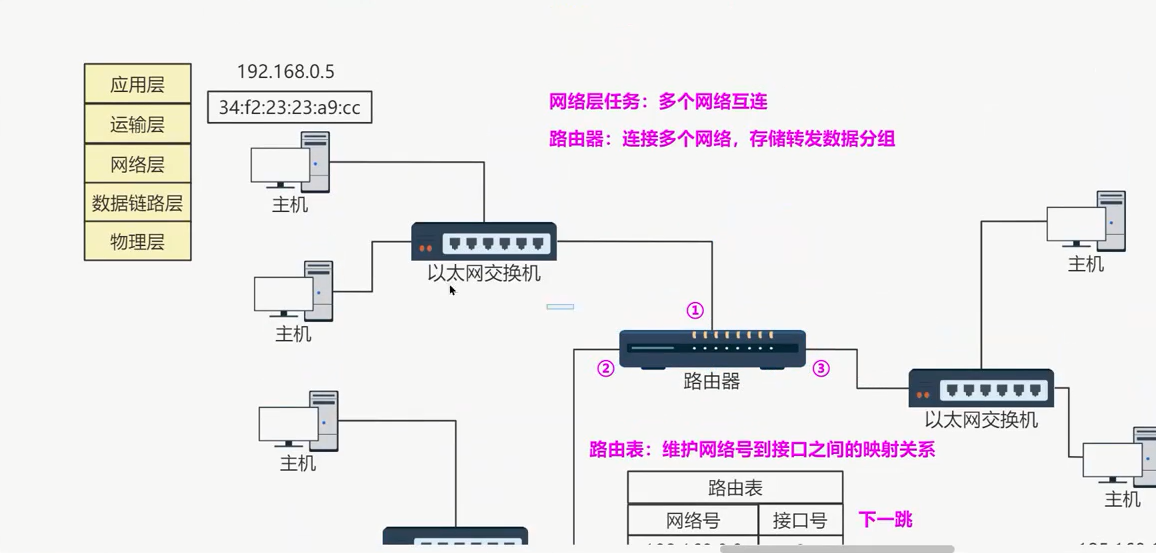 应用层
运输层
网络层
数据链路层
物理层
192.168.0.5
34:f2:23:23:a9:cc
网络层任务：多个网络互连
路由器：连接多个网络，存储转发数据分组
主机
以太网交换机
主机
主机
主机
①
②
③
路由器
以太网交换机
主机
路由表：维护网络号到接口之间的映射关系
路由表
网络号
接口号
下一跳